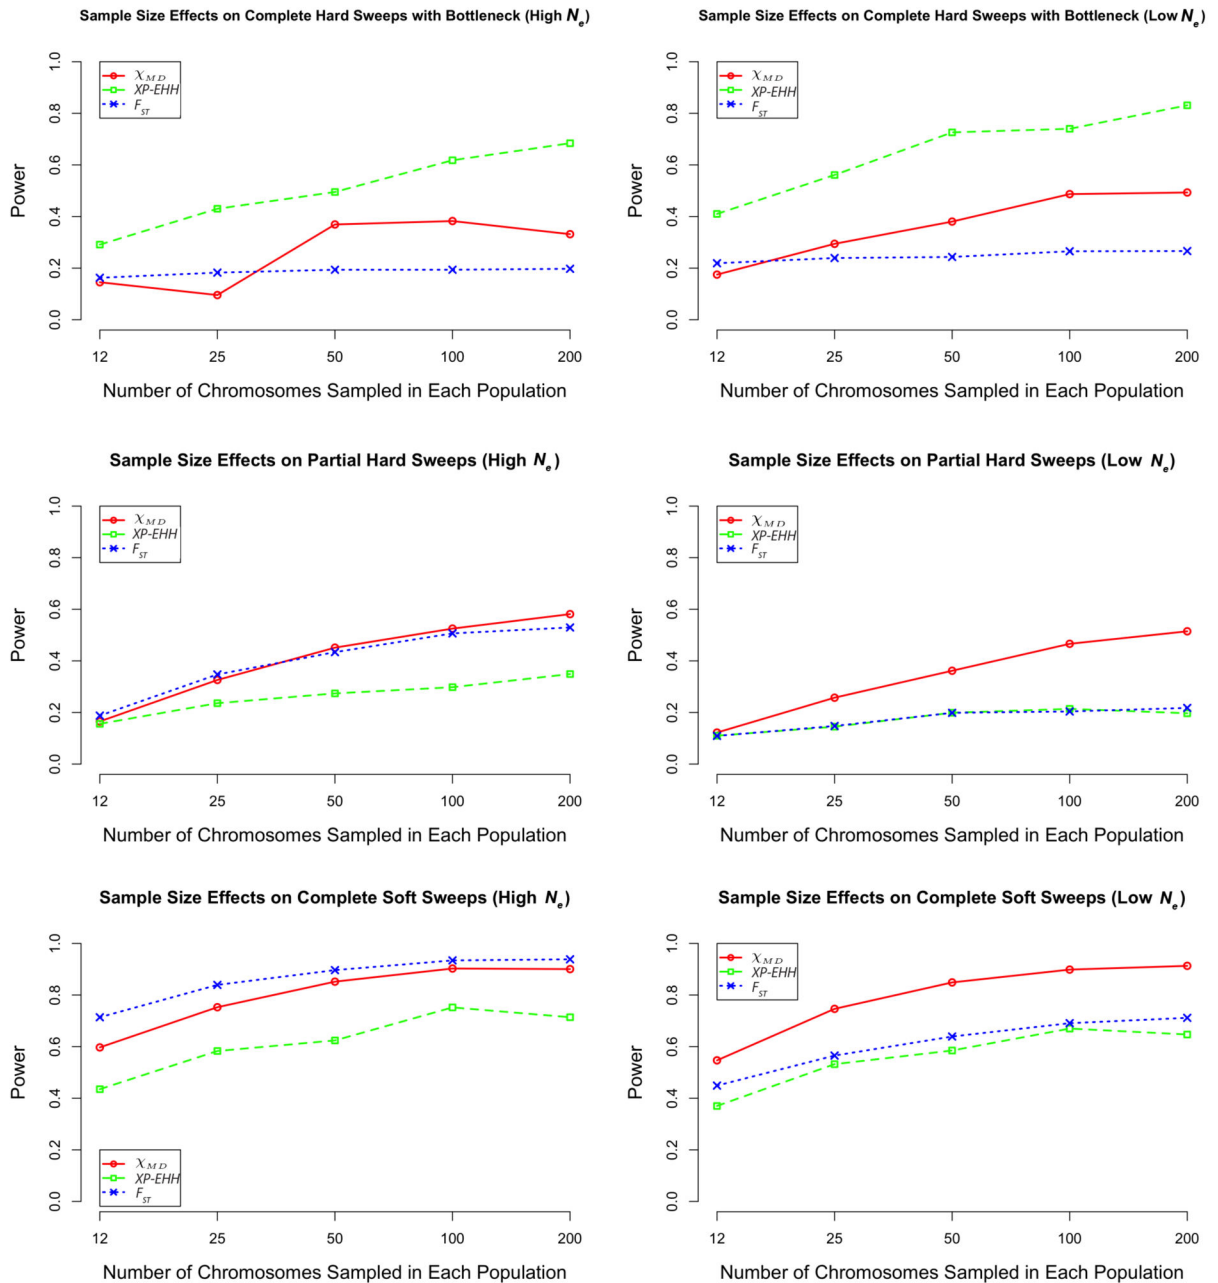 Sample Size Effects on Complete Hard Sweeps with Bottleneck (High Ne)
Power
1.0
0.8
0.6
0.4
0.2
0.0
χMD
XP-EHH
FST
12 25 50 100 200
Number of Chromosomes Sampled in Each Population
Sample Size Effects on Complete Hard Sweeps with Bottleneck (Low Ne)
Power
1.0
0.8
0.6
0.4
0.2
0.0
χMD
XP-EHH
FST
12 25 50 100 200
Number of Chromosomes Sampled in Each Population
Sample Size Effects on Partial Hard Sweeps (High Ne)
Power
1.0
0.8
0.6
0.4
0.2
0.0
χMD
XP-EHH
FST
12 25 50 100 200
Number of Chromosomes Sampled in Each Population
Sample Size Effects on Partial Hard Sweeps (Low Ne)
Power
1.0
0.8
0.6
0.4
0.2
0.0
χMD
XP-EHH
FST
12 25 50 100 200
Number of Chromosomes Sampled in Each Population
Sample Size Effects on Complete Soft Sweeps (High Ne)
Power
1.0
0.8
0.6
0.4
0.2
0.0
χMD
XP-EHH
FST
12 25 50 100 200
Number of Chromosomes Sampled in Each Population
Sample Size Effects on Complete Soft Sweeps (Low Ne)
Power
1.0
0.8
0.6
0.4
0.2
0.0
χMD
XP-EHH
FST
12 25 50 100 200
Number of Chromosomes Sampled in Each Population